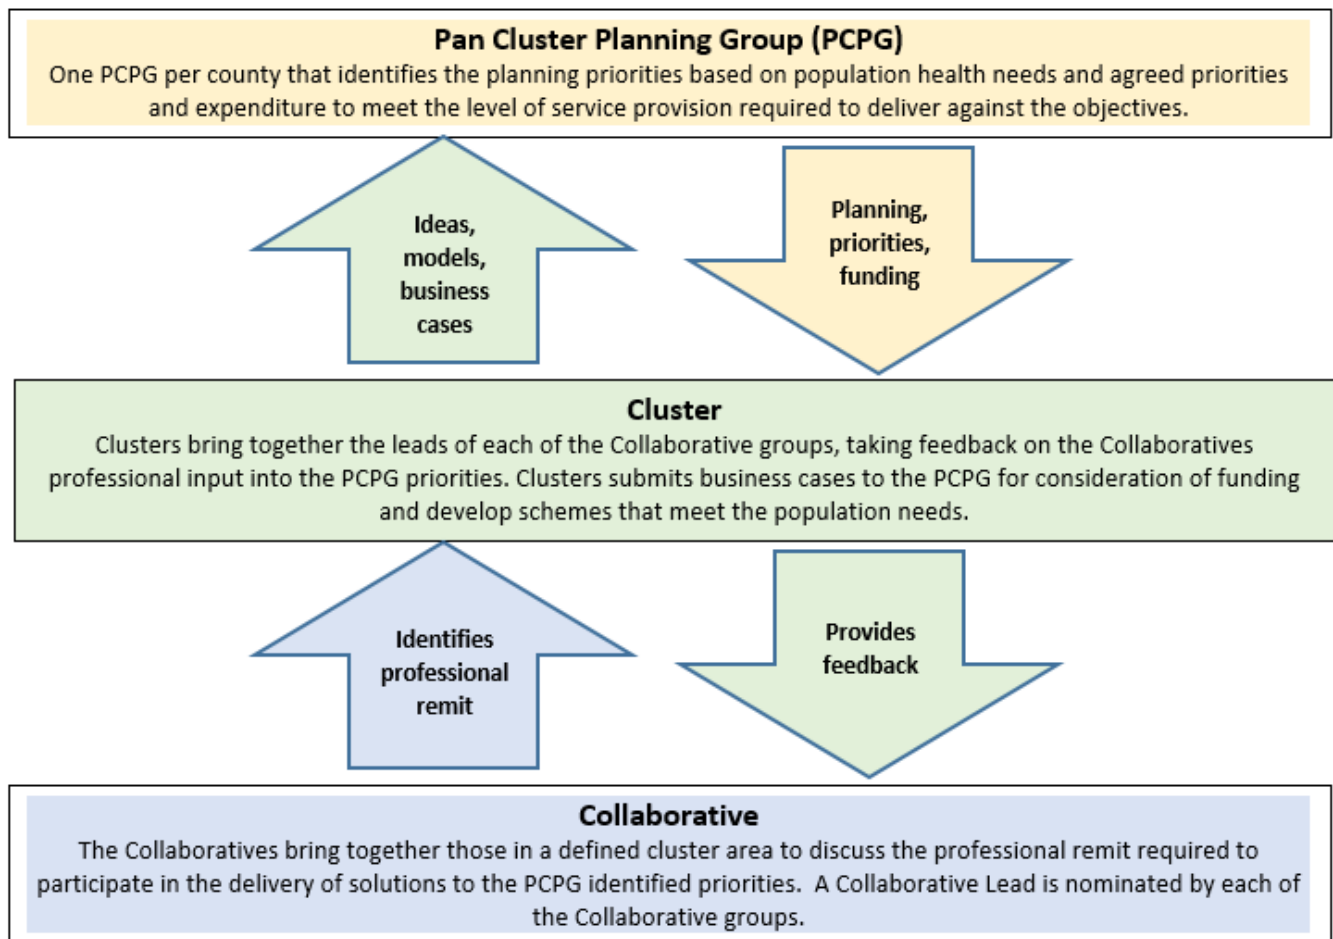 Pan Cluster Planning Group (PCPG)
One PCPG per county that identifies the planning priorities based on population health needs and agreed priorities
and expenditure to meet the level of service provision required to deliver against the objectives.
Ideas,
models,
business
cases
Planning,
priorities,
funding
Cluster
Clusters bring together the leads of each of the Collaborative groups, taking feedback on the Collaboratives
professional input into the PCPG priorities. Clusters submits business cases to the PCPG for consideration of funding
and develop schemes that meet the population needs.
Identifies
professional
remit
Provides
feedback
Collaborative
The Collaboratives bring together those in a defined cluster area to discuss the professional remit required to
participate in the delivery of solutions to the PCPG identified priorities.  A Collaborative Lead is nominated by each of
the Collaborative groups.